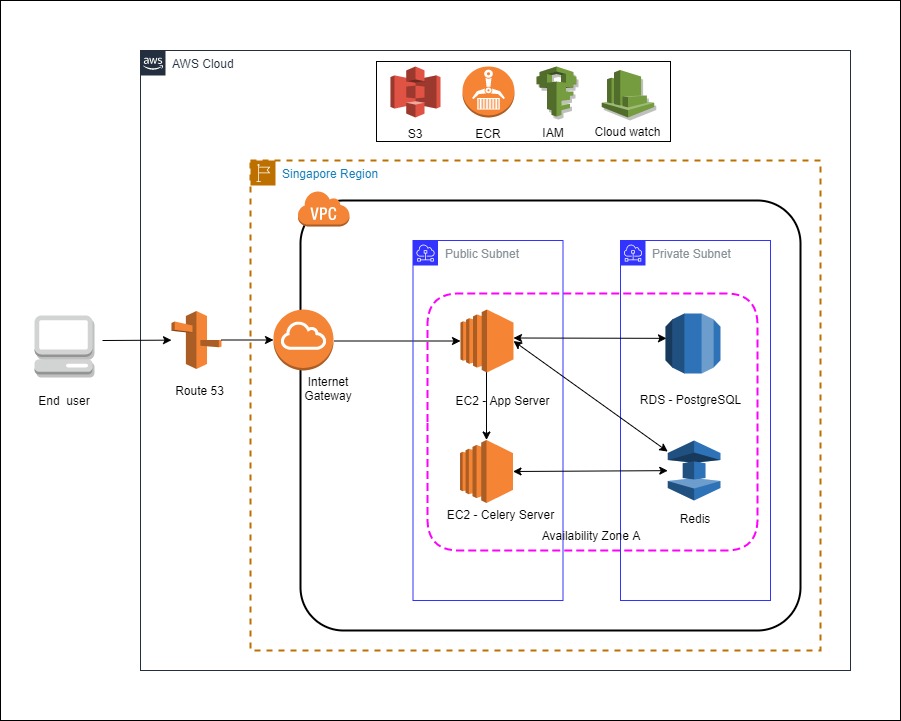 aws
AWS Cloud
S3
ECR
IAM
Cloud watch
Singapore Region
VPC
Public Subnet
Private Subnet
End user
Route 53
Internet
Gateway
EC2 - App Server
RDS - PostgreSQL
EC2 - Celery Server
Redis
Availability Zone A